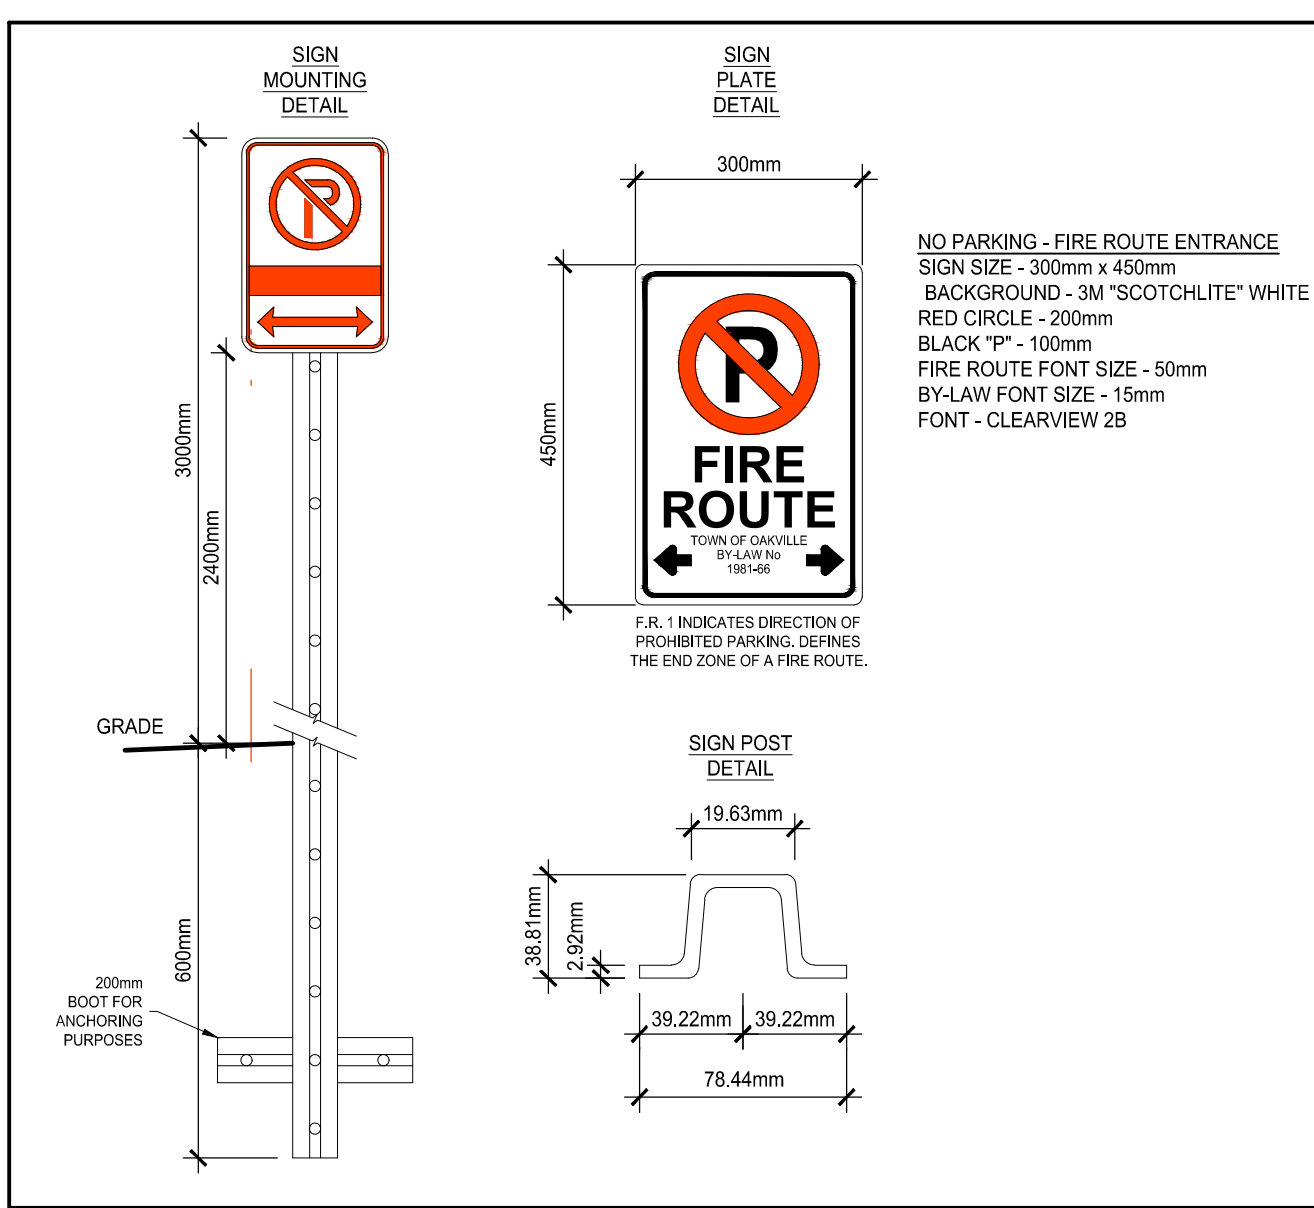 SIGN
MOUNTING
DETAIL
3000mm
2400mm
GRADE
600mm
200mm
BOOT FOR
ANCHORING
PURPOSES
SIGN
PLATE
DETAIL
300mm
450mm
P
FIRE
ROUTE
TOWN OF OAKVILLE
BY-LAW No
1981-66
F.R. 1 INDICATES DIRECTION OF
PROHIBITED PARKING. DEFINES
THE END ZONE OF A FIRE ROUTE.
NO PARKING - FIRE ROUTE ENTRANCE
SIGN SIZE - 300mm x 450mm
BACKGROUND - 3M "SCOTCHLITE" WHITE
RED CIRCLE - 200mm
BLACK "P" - 100mm
FIRE ROUTE FONT SIZE - 50mm
BY-LAW FONT SIZE - 15mm
FONT - CLEARVIEW 2B
SIGN POST
DETAIL
19.63mm
38.81mm
2.92mm
39.22mm 39.22mm
78.44mm